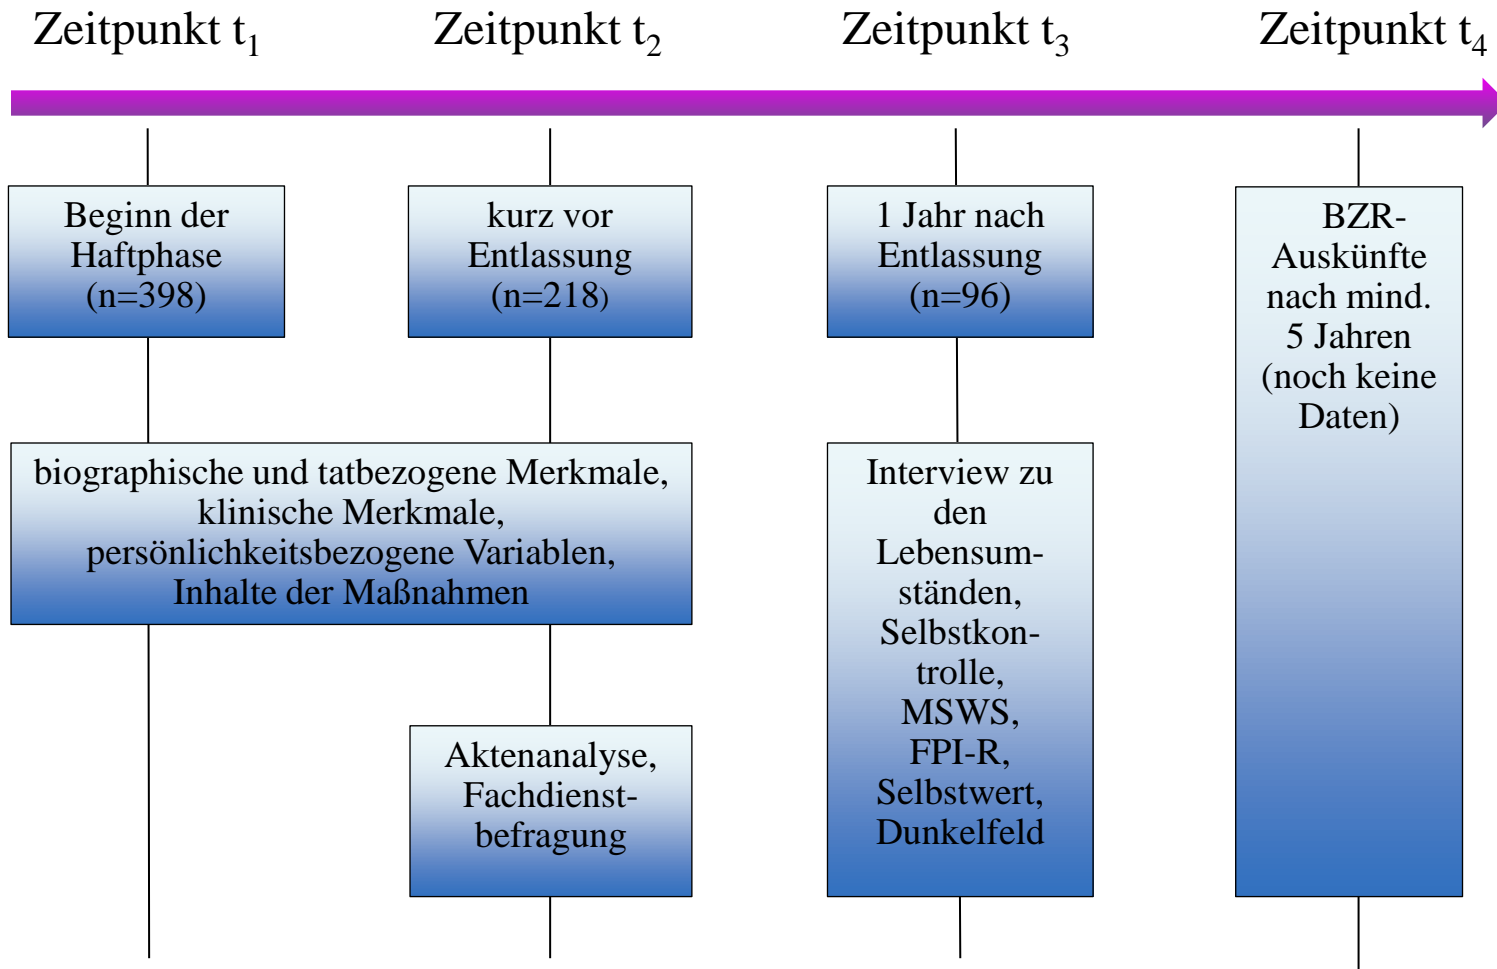 Zeitpunkt t₁
Zeitpunkt t₂
Zeitpunkt t₃
Zeitpunkt t₄
Beginn der
Haftphase
(n=398)
kurz vor
Entlassung
(n=218)
1 Jahr nach
Entlassung
(n=96)
BZR-
Auskünfte
nach mind.
5 Jahren
(noch keine
Daten)
biographische und tatbezogene Merkmale,
klinische Merkmale,
persönlichkeitsbezogene Variablen,
Inhalte der Maßnahmen
Interview zu
den
Lebensum-
ständen,
Selbstkon-
trolle,
MSWS,
FPI-R,
Selbstwert,
Dunkelfeld
Aktenanalyse,
Fachdienst-
befragung